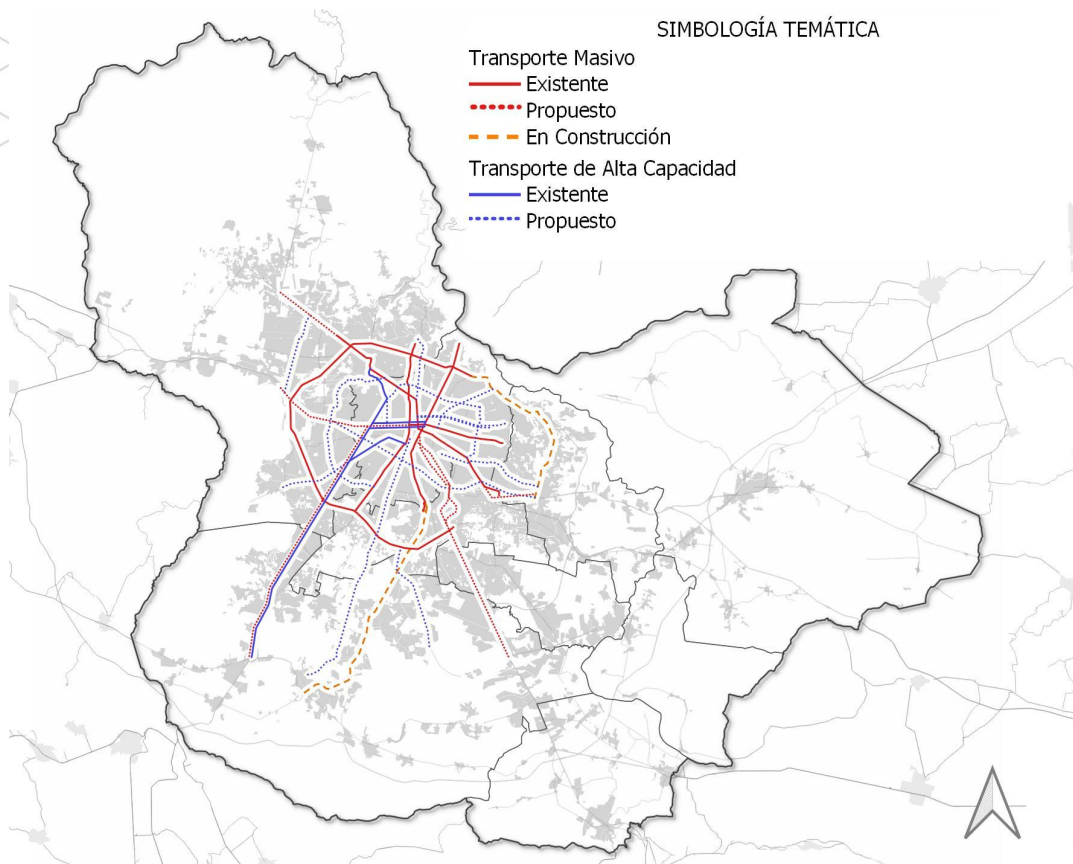 SIMBOLOGÍA TEMÁTICA
Transporte Masivo
Existente
Propuesto
En Construcción
Transporte de Alta Capacidad
Existente
Propuesto